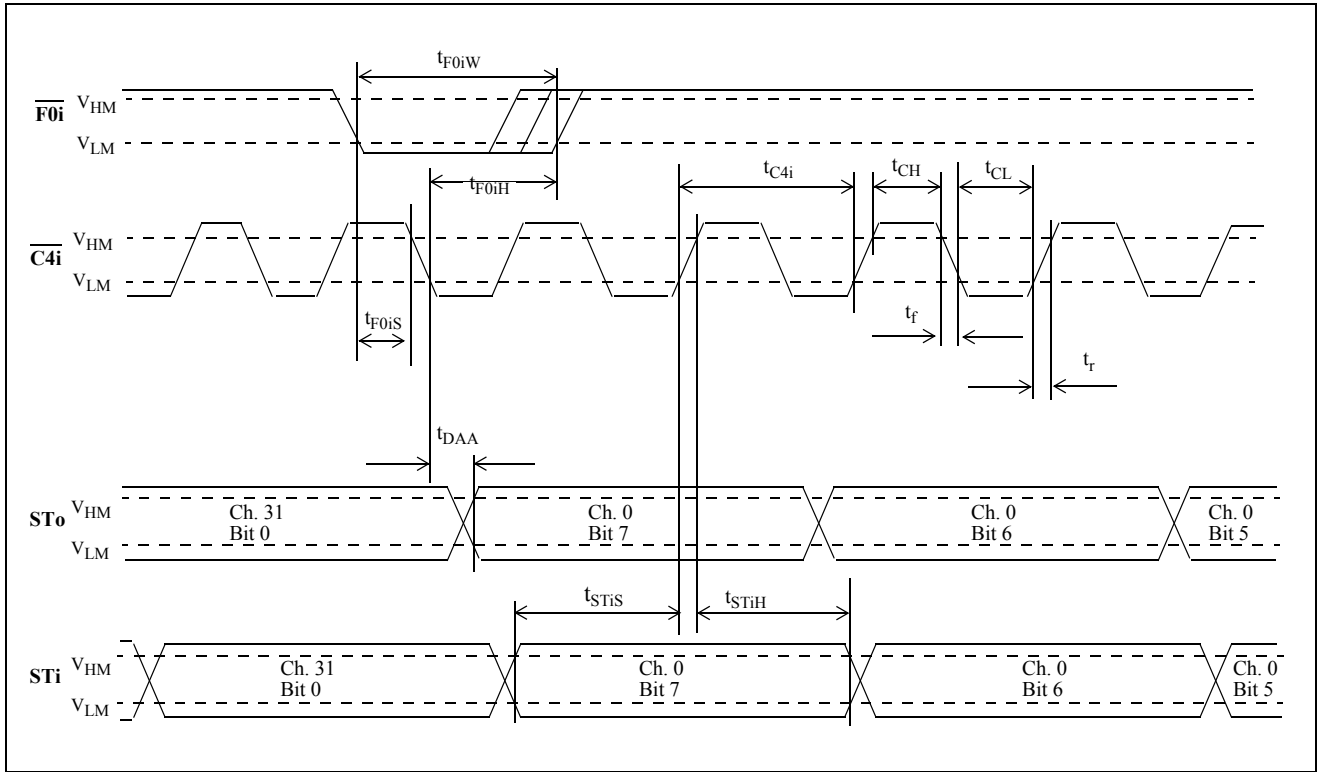 tF0iW
VHM
F0i
VLM
tF0iH
tC4i
tCH
tCL
VHM
C4i
VLM
tF0iS
tf
tr
tDAA
VHM
STo
VLM
Ch. 31
Bit 0
Ch. 0
Bit 7
Ch. 0
Bit 6
Ch. 0
Bit 5
tSTiS
tSTiH
VHM
STi
VLM
Ch. 31
Bit 0
Ch. 0
Bit 7
Ch. 0
Bit 6
Ch. 0
Bit 5